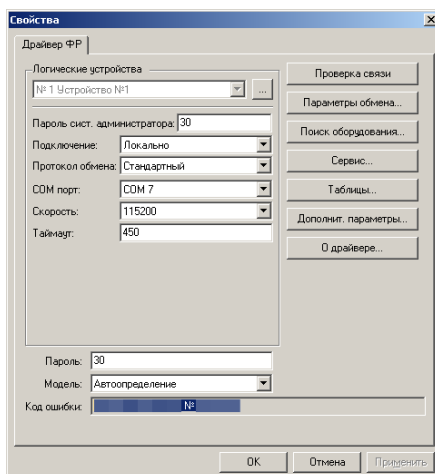 Свойства
Драйвер ФР
Логические устройства
№ 1 Устройство №1
...
Пароль сист. администратора: 30
Подключение: Локально
Протокол обмена: Стандартный
COM порт: COM 7
Скорость: 115200
Таймаут: 450
Проверка связи
Параметры обмена...
Поиск оборудования...
Сервис...
Таблицы...
Дополнит. параметры...
О драйвере...
Пароль: 30
Модель: Автоопределение
Код ошибки: №
OK
Отмена
Применить